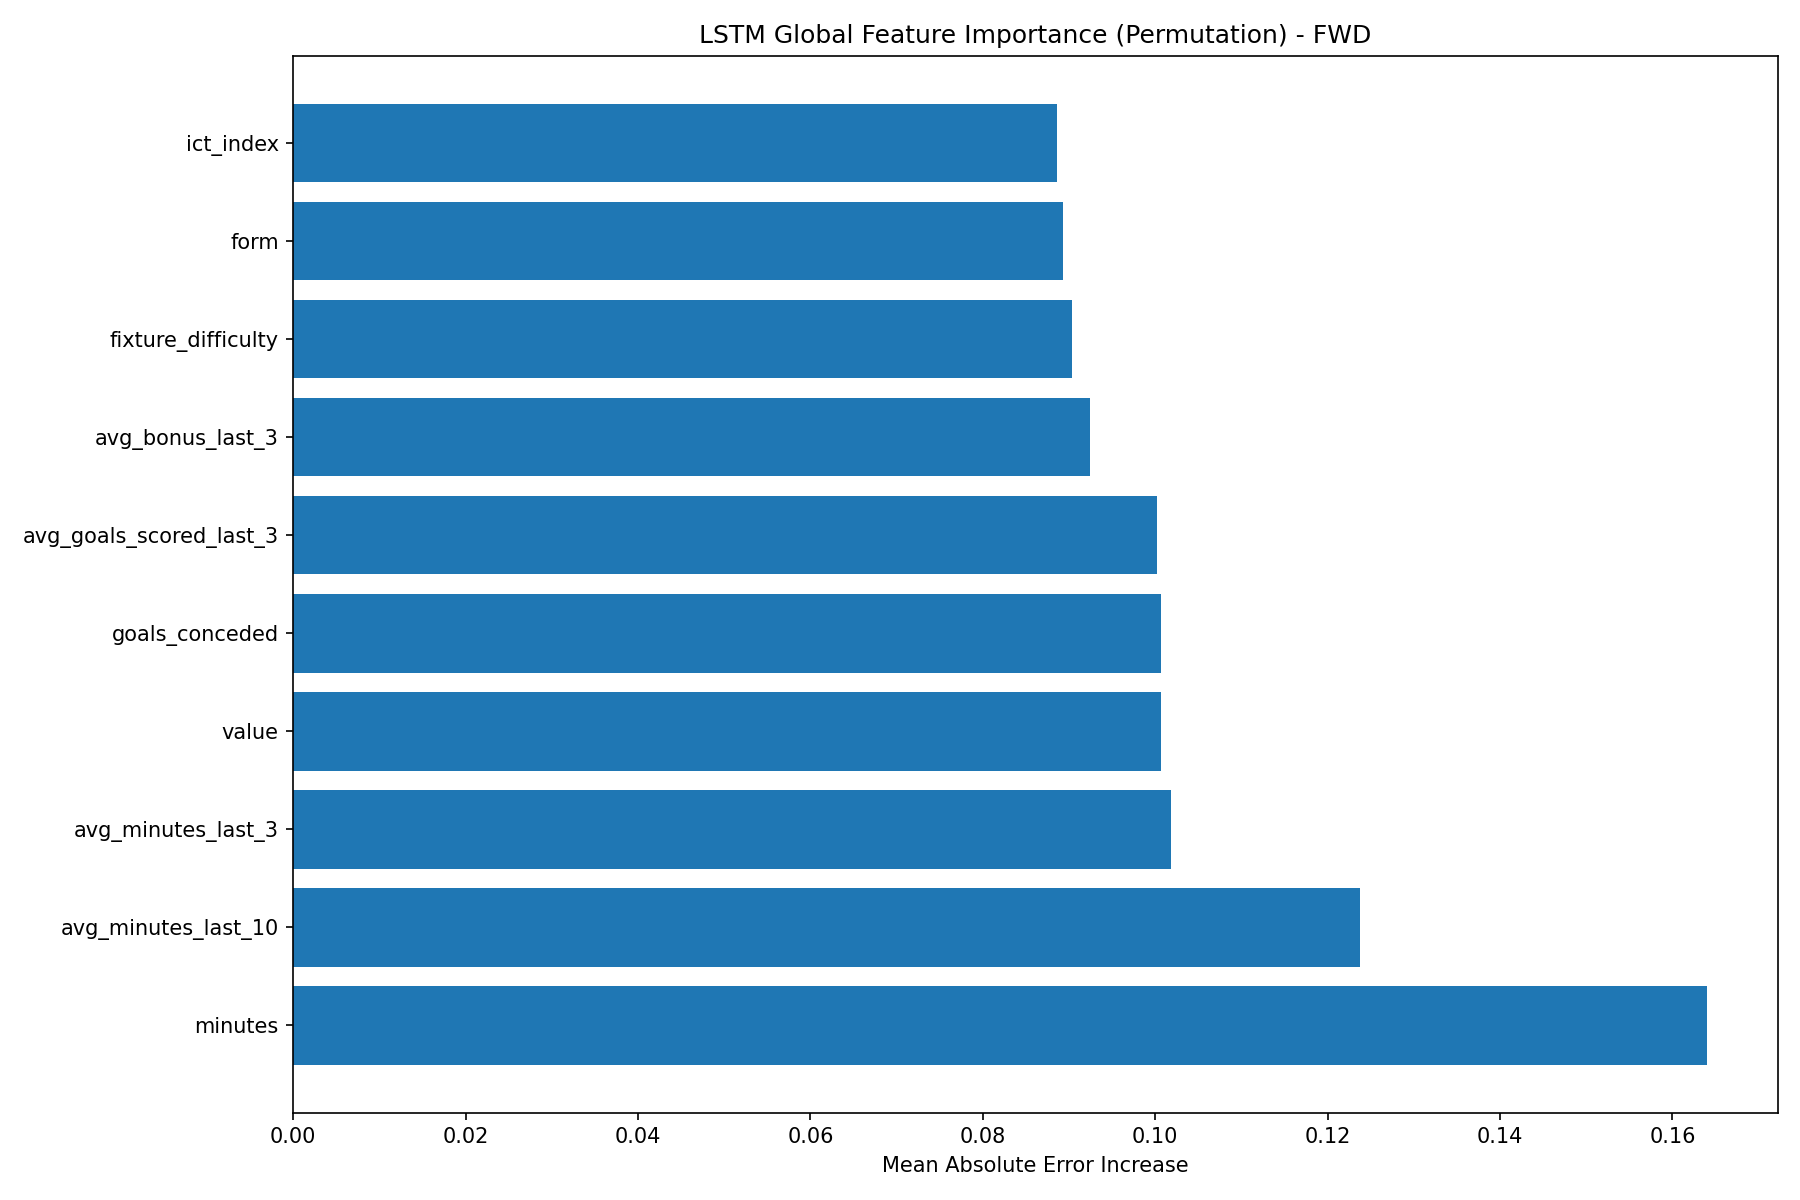 LSTM Global Feature Importance (Permutation) - FWD
ict_index
form
fixture_difficulty
avg_bonus_last_3
avg_goals_scored_last_3
goals_conceded
value
avg_minutes_last_3
avg_minutes_last_10
minutes
0.00 0.02 0.04 0.06 0.08 0.10 0.12 0.14 0.16
Mean Absolute Error Increase